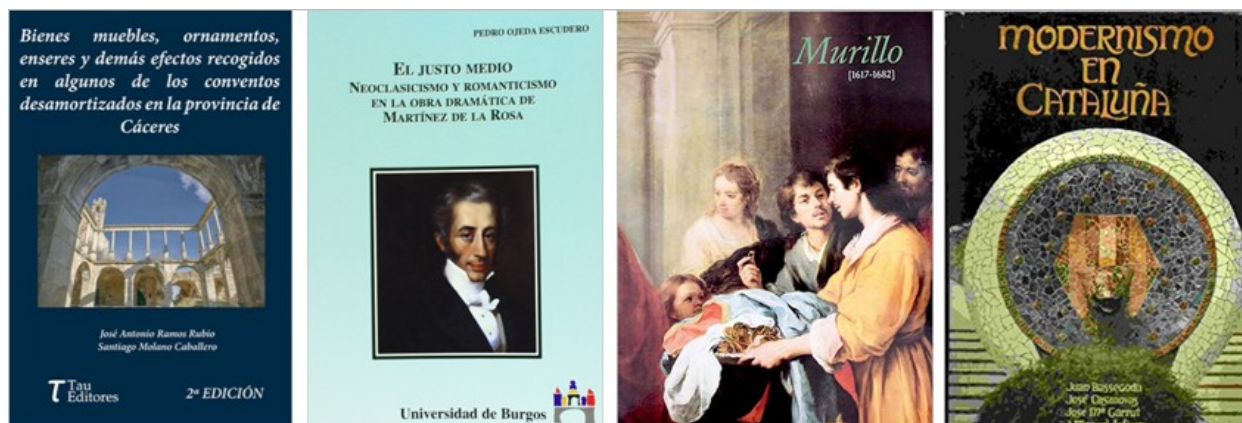 Bienes muebles, ornamentos,
enseres y demás efectos recogidos
en algunos de los conventos
desamortizados en la provincia de
Cáceres
José Antonio Ramos Rubio
Santiago Molano Caballero
Tau
Editores
2ª EDICIÓN
PEDRO OJEDA ESCUDERO
EL JUSTO MEDIO
NEOCLASICISMO Y ROMANTICISMO
EN LA OBRA DRAMÁTICA DE
MARTÍNEZ DE LA ROSA
Universidad de Burgos
Murillo
[1617-1682]
MODERNISMO
EN
CATALUÑA
Juan Bassegoda
José Casanovas
José Mª Garrut